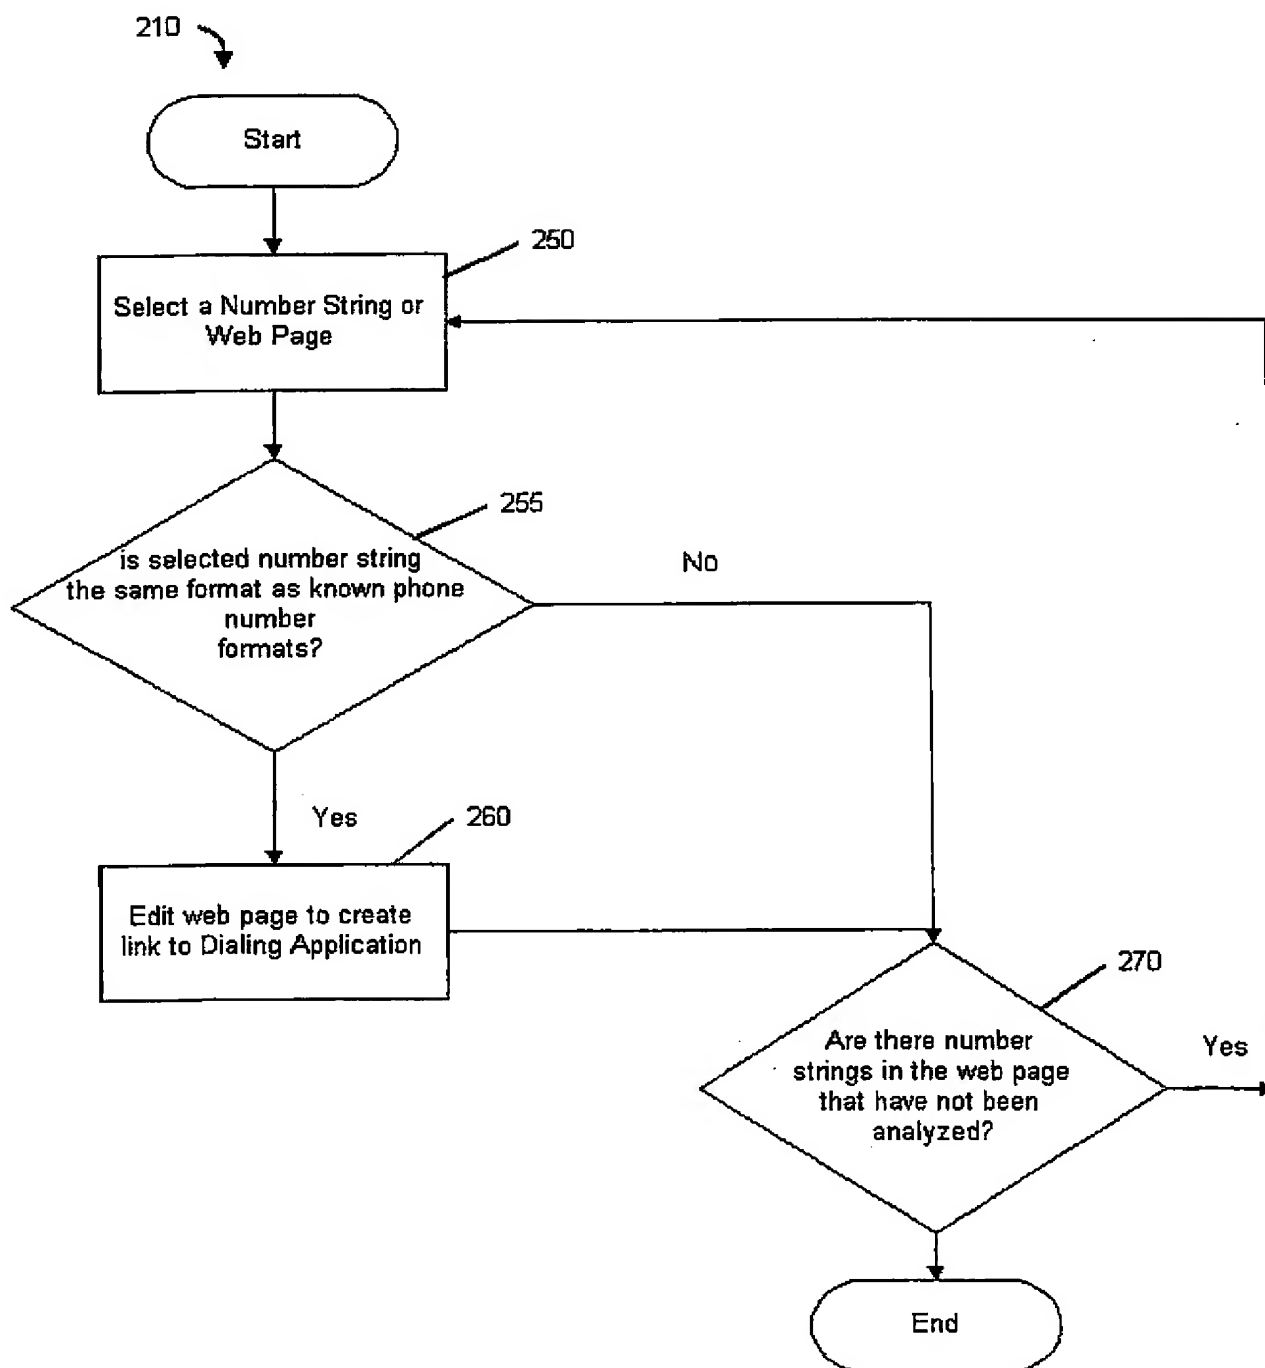 210
Start
250
Select a Number String or
Web Page
255
is selected number string
the same format as known phone
number
formats?
No
Yes
260
Edit web page to create
link to Dialing Application
270
Are there number
strings in the web page
that have not been
analyzed?
Yes
End